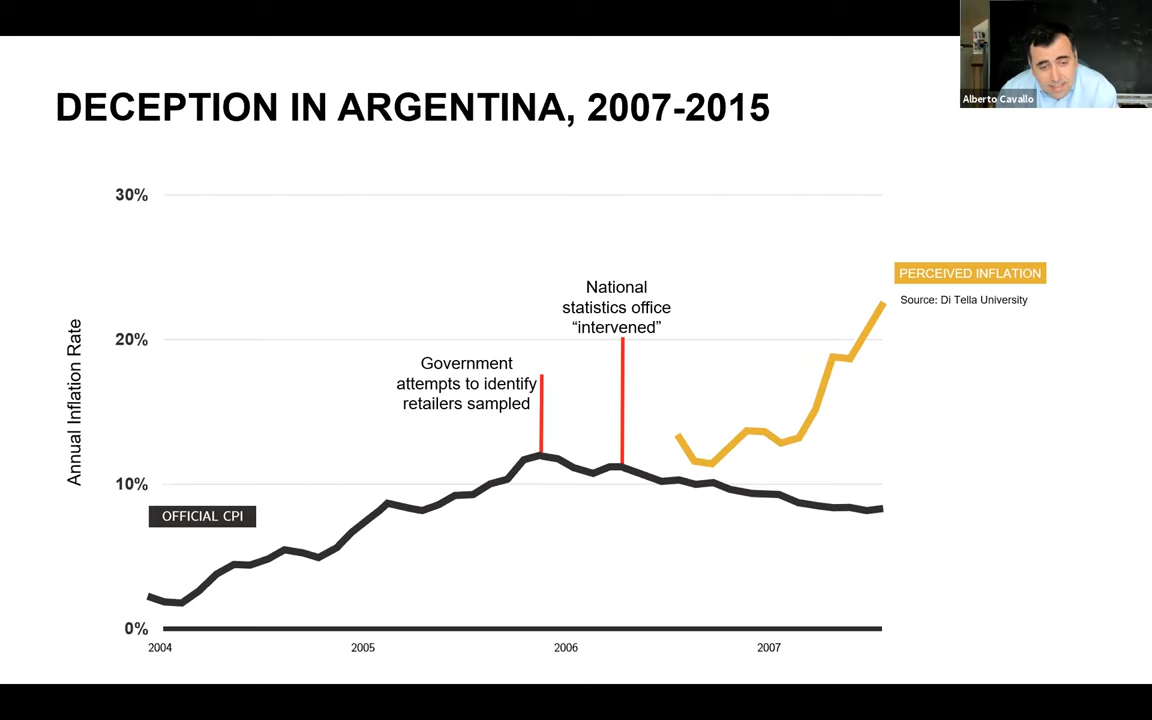 Alberto Cavallo
DECEPTION IN ARGENTINA, 2007-2015
Annual Inflation Rate
30%
20%
10%
0%
PERCEIVED INFLATION
Source: Di Tella University
National
statistics office
“intervened”
Government
attempts to identify
retailers sampled
OFFICIAL CPI
2004
2005
2006
2007